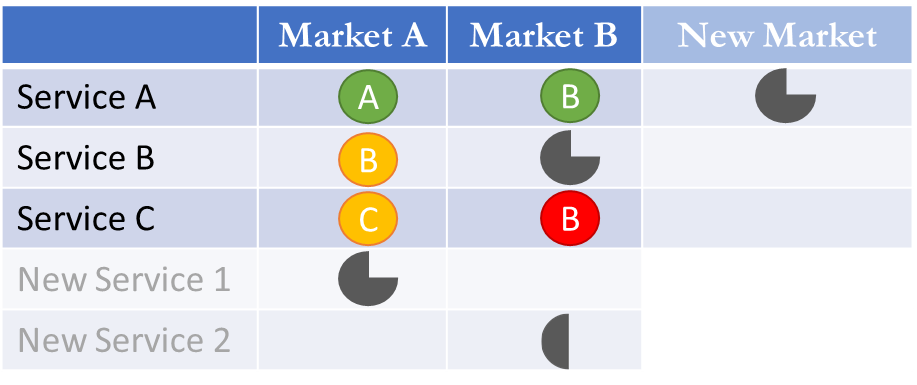 Market A Market B New Market
Service A A B
Service B B
Service C C B
New Service 1
New Service 2